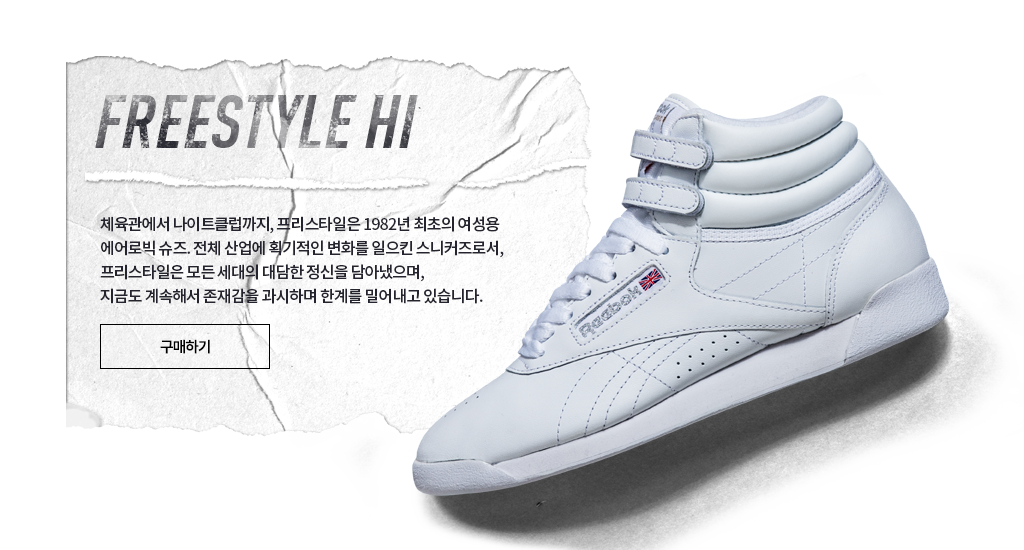 FREESTYLE HI
체육관에서 나이트클럽까지, 프리스타일은 1982년 최초의 여성용
에어로빅 슈즈. 전체 산업에 획기적인 변화를 일으킨 스니커즈로서,
프리스타일은 모든 세대의 대담한 정신을 담아냈으며,
지금도 계속해서 존재감을 과시하며 한계를 밀어내고 있습니다.
구매하기
Reebok